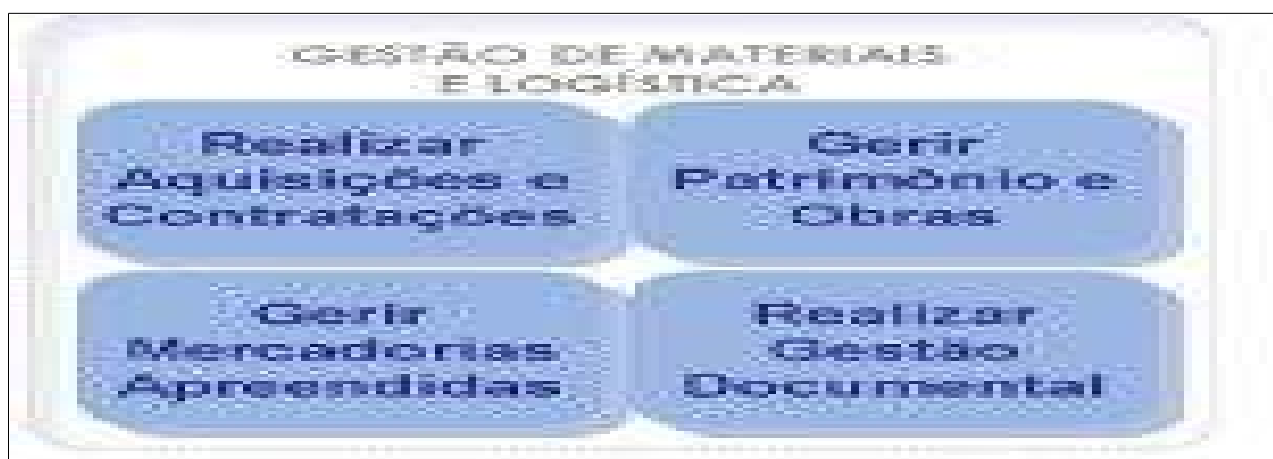 GESTÃO DE MATERIAIS
E LOGÍSTICA
Realizar
Aquisições e
Contratações
Gerir
Patrimônio e
Obras
Gerir
Mercadorias
Apreendidas
Realizar
Gestão
Documental